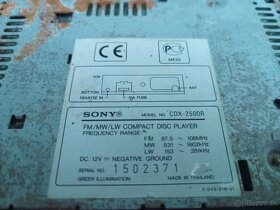 CE
MS20
TOP
BOTTOM
ANT
REMOTE IN
10A FUSE
SONY®
MODEL NO. CDX-2500R
FM/MW/LW COMPACT DISC PLAYER
FREQUENCY RANGE
FM 87.5 ~ 108MHz
MW 531 ~ 1602kHz
LW 153 ~ 281kHz
DC 12V NEGATIVE GROUND
SERIAL NO. 1502371
GREEN ILLUMINATION
MADE IN THAILAND